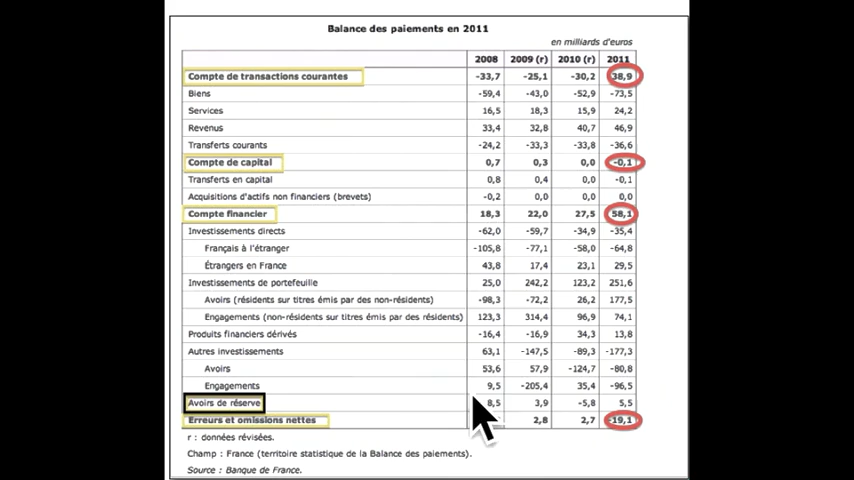 Balance des paiements en 2011
en milliards d'euros
2008 2009 (r) 2010 (r) 2011
Compte de transactions courantes -33,7 -25,1 -30,2 -38,9
Biens -59,4 -43,0 -52,9 -73,5
Services 16,5 18,3 15,9 24,2
Revenus 33,4 32,8 40,7 46,9
Transferts courants -24,2 -33,3 -33,8 -36,6
Compte de capital 0,7 0,3 0,0 -0,1
Transferts en capital 0,8 0,4 0,0 -0,1
Acquisitions d'actifs non financiers (brevets) -0,2 0,0 0,0 0,0
Compte financier 18,3 22,0 27,5 58,1
Investissements directs -62,0 -59,7 -34,9 -35,4
Français à l'étranger -105,8 -77,1 -58,0 -64,8
Étrangers en France 43,8 17,4 23,1 29,5
Investissements de portefeuille 25,0 242,2 123,2 251,6
Avoirs (résidents sur titres émis par des non-résidents) -98,3 -72,2 26,2 177,5
Engagements (non-résidents sur titres émis par des résidents) 123,3 314,4 96,9 74,1
Produits financiers dérivés -16,4 -16,9 34,3 13,8
Autres investissements 63,1 -147,5 -89,3 -177,3
Avoirs 53,6 57,9 -124,7 -80,8
Engagements 9,5 -205,4 35,4 -96,5
Avoirs de réserve 8,5 3,9 -5,8 5,5
Erreurs et omissions nettes 2,8 2,7 -19,1
r : données révisées.
Champ : France (territoire statistique de la Balance des paiements).
Source : Banque de France.